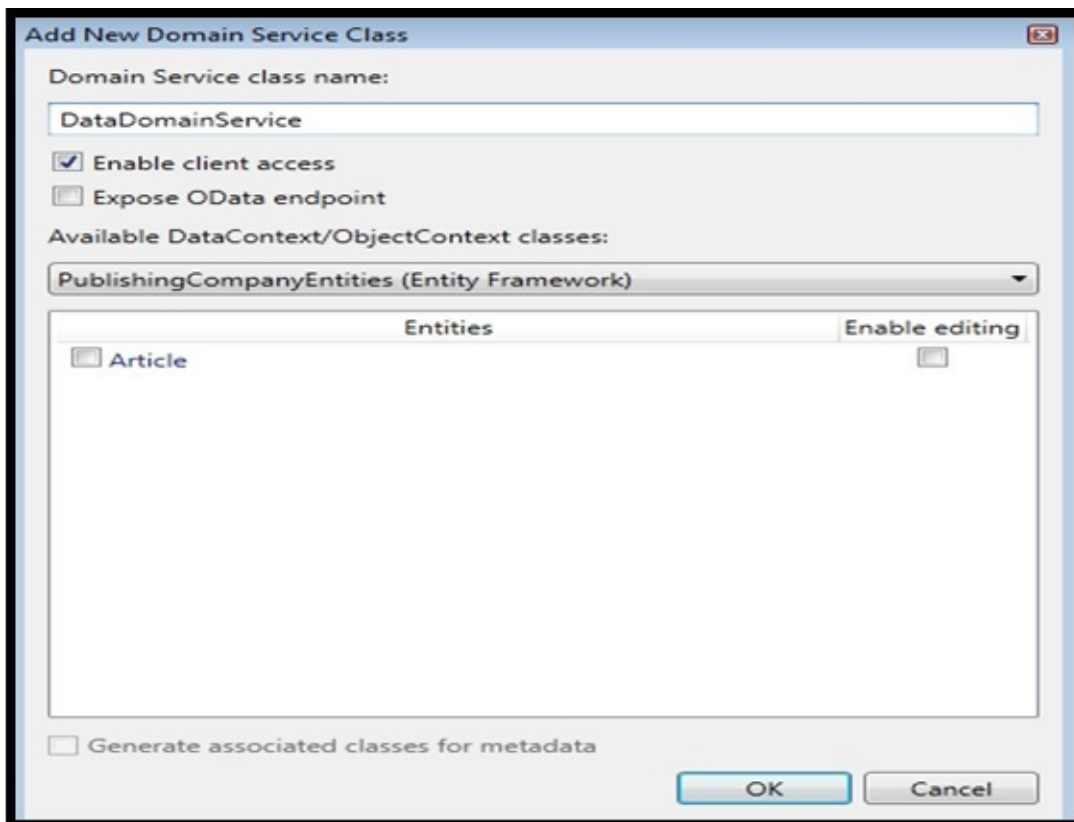 Add New Domain Service Class
Domain Service class name:
DataDomainService
Enable client access
Expose OData endpoint
Available DataContext/ObjectContext classes:
PublishingCompanyEntities (Entity Framework)
Entities Enable editing
Article
Generate associated classes for metadata
OK Cancel